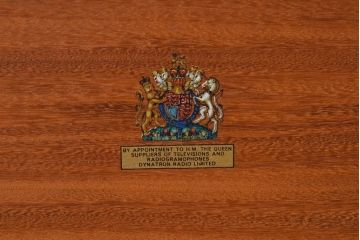 BY APPOINTMENT TO H.M. THE QUEEN
SUPPLIERS OF TELEVISIONS AND
RADIOGRAMOPHONES
DYNATRON RADIO LIMITED